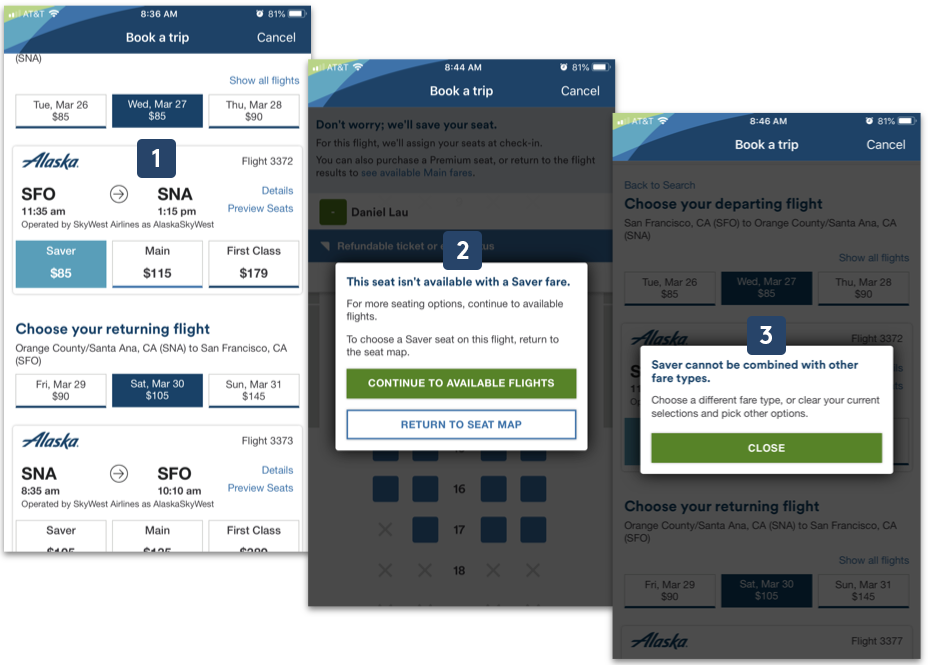 AT&T 8:36 AM 81%
Book a trip Cancel
(SNA)
Show all flights
Tue, Mar 26 Wed, Mar 27 Thu, Mar 28
$85 $85 $90
1
Alaska Flight 3372
SFO SNA Details
11:35 am 1:15 pm Preview Seats
Operated by SkyWest Airlines as AlaskaSkyWest
Saver Main First Class
$85 $115 $179
Choose your returning flight
Orange County/Santa Ana, CA (SNA) to San Francisco, CA
(SFO)
Fri, Mar 29 Sat, Mar 30 Sun, Mar 31
$90 $105 $145
Alaska Flight 3373
SNA SFO Details
8:35 am 10:10 am Preview Seats
Operated by SkyWest Airlines as AlaskaSkyWest
Saver Main First Class
AT&T 8:44 AM 81%
Book a trip Cancel
Don't worry; we'll save your seat.
For this flight, we'll assign your seats at check-in.
You can also purchase a Premium seat, or return to the flight
results to see available Main fares.
- Daniel Lau
Refundable ticket or
2
This seat isn't available with a Saver fare.
For more seating options, continue to available
flights.
To choose a Saver seat on this flight, return to
the seat map.
CONTINUE TO AVAILABLE FLIGHTS
RETURN TO SEAT MAP
16
17
18
AT&T 8:46 AM 81%
Book a trip Cancel
Back to Search
Choose your departing flight
San Francisco, CA (SFO) to Orange County/Santa Ana, CA
(SNA)
Show all flights
Tue, Mar 26 Wed, Mar 27 Thu, Mar 28
$85 $85 $90
3
Alaska Flight 3372
Saver cannot be combined with other
fare types.
Choose a different fare type, or clear your current
selections and pick other options.
CLOSE
Choose your returning flight
Orange County/Santa Ana, CA (SNA) to San Francisco, CA
(SFO)
Show all flights
Fri, Mar 29 Sat, Mar 30 Sun, Mar 31
$90 $105 $145
Alaska Flight 3377